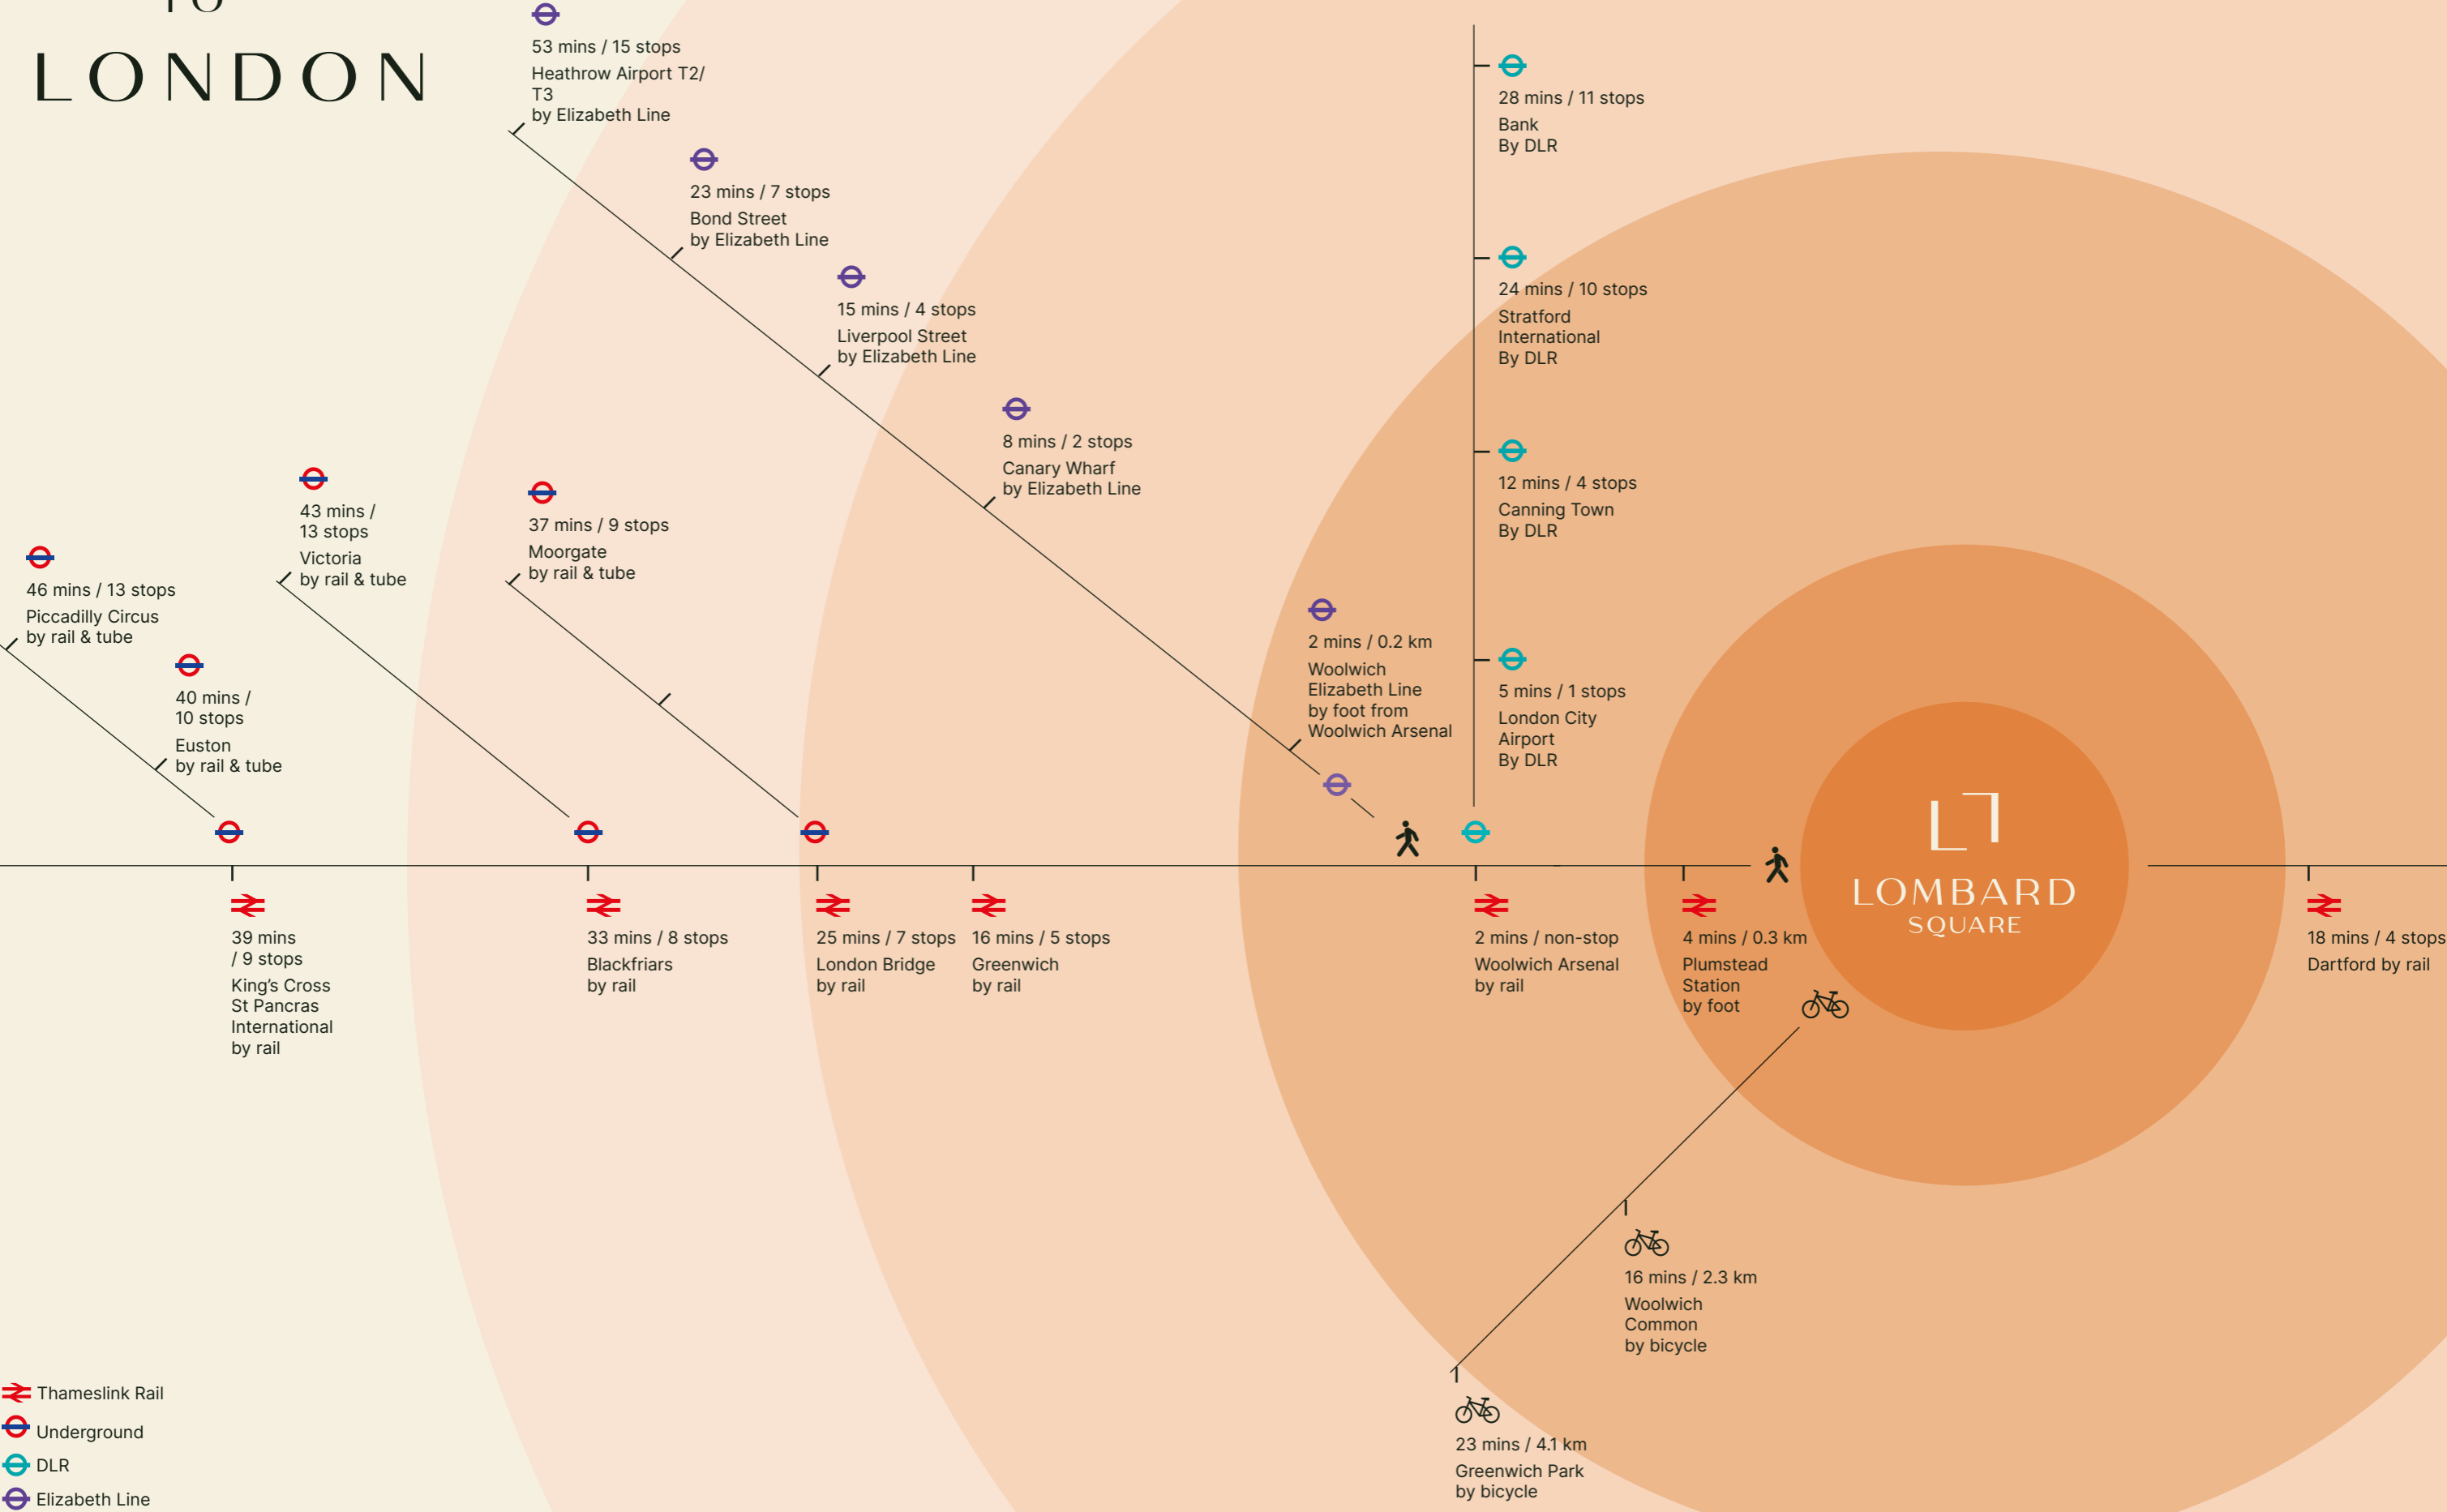 TO
LONDON
53 mins / 15 stops
Heathrow Airport T2/
T3
by Elizabeth Line
23 mins / 7 stops
Bond Street
by Elizabeth Line
15 mins / 4 stops
Liverpool Street
by Elizabeth Line
8 mins / 2 stops
Canary Wharf
by Elizabeth Line
2 mins / 0.2 km
Woolwich
Elizabeth Line
by foot from
Woolwich Arsenal
28 mins / 11 stops
Bank
By DLR
24 mins / 10 stops
Stratford
International
By DLR
12 mins / 4 stops
Canning Town
By DLR
5 mins / 1 stops
London City
Airport
By DLR
46 mins / 13 stops
Piccadilly Circus
by rail & tube
40 mins /
10 stops
Euston
by rail & tube
43 mins /
13 stops
Victoria
by rail & tube
37 mins / 9 stops
Moorgate
by rail & tube
39 mins
/ 9 stops
King’s Cross
St Pancras
International
by rail
33 mins / 8 stops
Blackfriars
by rail
25 mins / 7 stops
London Bridge
by rail
16 mins / 5 stops
Greenwich
by rail
2 mins / non-stop
Woolwich Arsenal
by rail
4 mins / 0.3 km
Plumstead
Station
by foot
LOMBARD
SQUARE
18 mins / 4 stops
Dartford by rail
16 mins / 2.3 km
Woolwich
Common
by bicycle
23 mins / 4.1 km
Greenwich Park
by bicycle
Thameslink Rail
Underground
DLR
Elizabeth Line